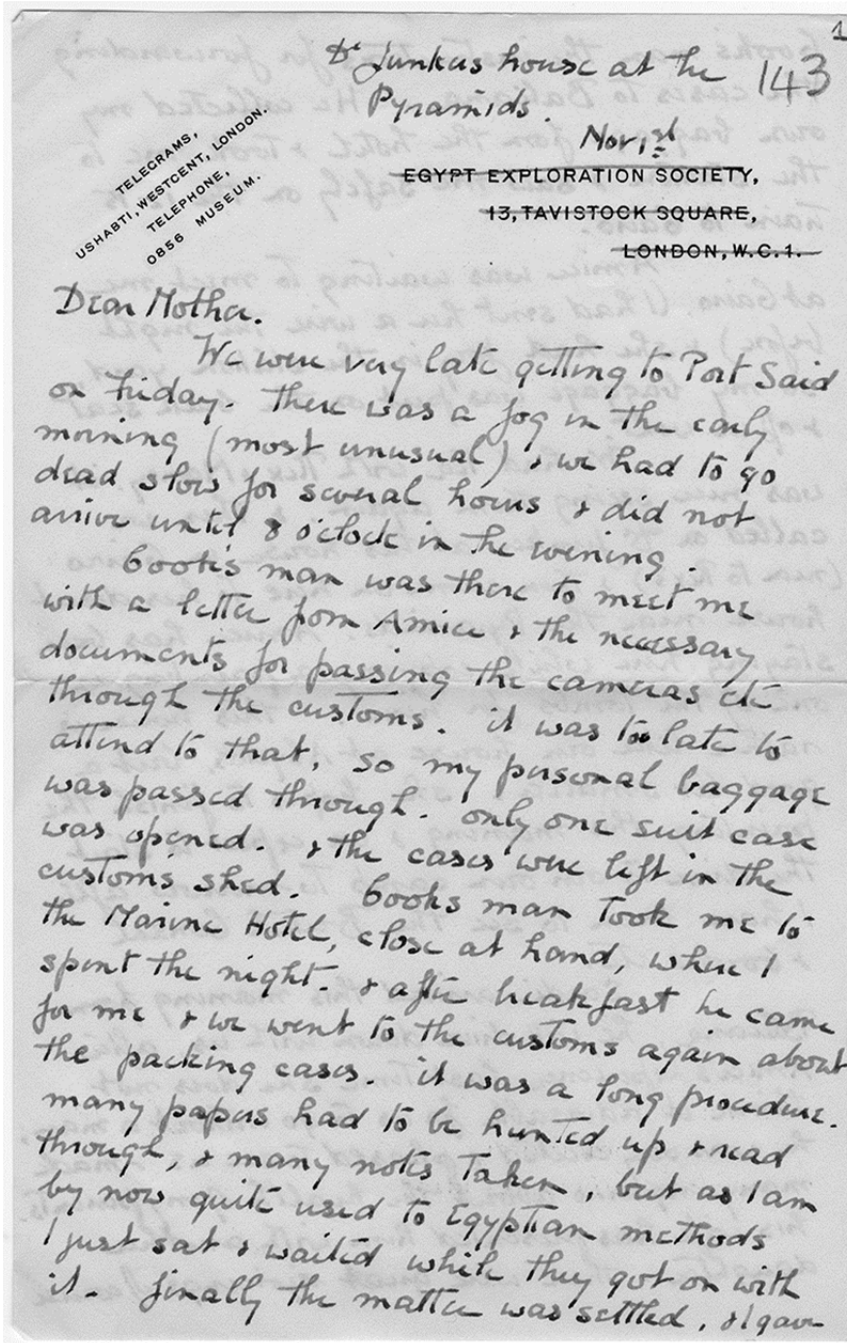 1
143
Dr Junkers house at the
Pyramids.
Nov 1st
TELEGRAMS,
USHABTI, WESTCENT, LONDON.
TELEPHONE,
0856 MUSEUM.
EGYPT EXPLORATION SOCIETY,
13, TAVISTOCK SQUARE,
LONDON, W.C.1.
Dear Mother.
We were very late getting to Port Said
on Friday. There was a fog in the early
morning (most unusual) & we had to go
dead slow for several hours & did not
arrive until 8 o'clock in the evening.
Cook's man was there to meet me
with a letter from Amice & the necessary
documents for passing the cameras etc
through the customs. it was too late to
attend to that, so my personal baggage
was passed through. only one suit case
was opened. & the cases were left in the
customs shed. Cooks man took me to
the Marine Hotel, close at hand, where I
spent the night. & after breakfast he came
for me & we went to the customs again about
the packing cases. it was a long procedure.
many papers had to be hunted up & read
through, & many notes taken, but as I am
by now quite used to Egyptian methods
I just sat & waited while they got on with
it. finally the matter was settled, & I gave